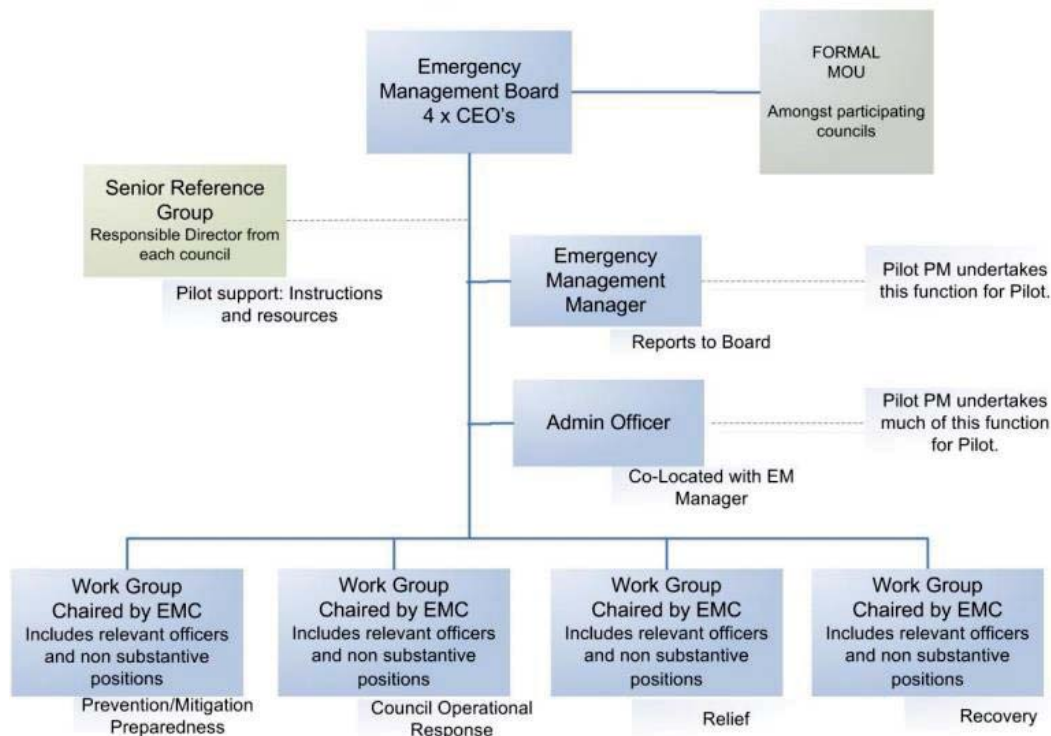 Emergency
Management Board
4 x CEO's
FORMAL
MOU
Amongst participating
councils
Senior Reference
Group
Responsible Director from
each council
Pilot support: Instructions
and resources
Emergency
Management
Manager
Reports to Board
Pilot PM undertakes
this function for Pilot.
Admin Officer
Co-Located with EM
Manager
Pilot PM undertakes
much of this function
for Pilot.
Work Group
Chaired by EMC
Includes relevant officers
and non substantive
positions
Prevention/Mitigation
Preparedness
Work Group
Chaired by EMC
Includes relevant officers
and non substantive
positions
Council Operational
Response
Work Group
Chaired by EMC
Includes relevant officers
and non substantive
positions
Relief
Work Group
Chaired by EMC
Includes relevant officers
and non substantive
positions
Recovery